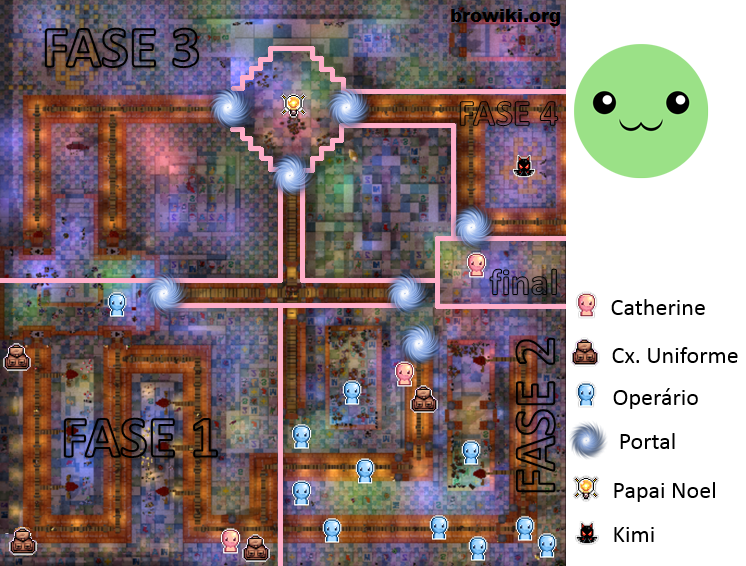 browiki.org
FASE 3
FASE 4
final
FASE 1
FASE 2
Catherine
Cx. Uniforme
Operário
Portal
Papai Noel
Kimi